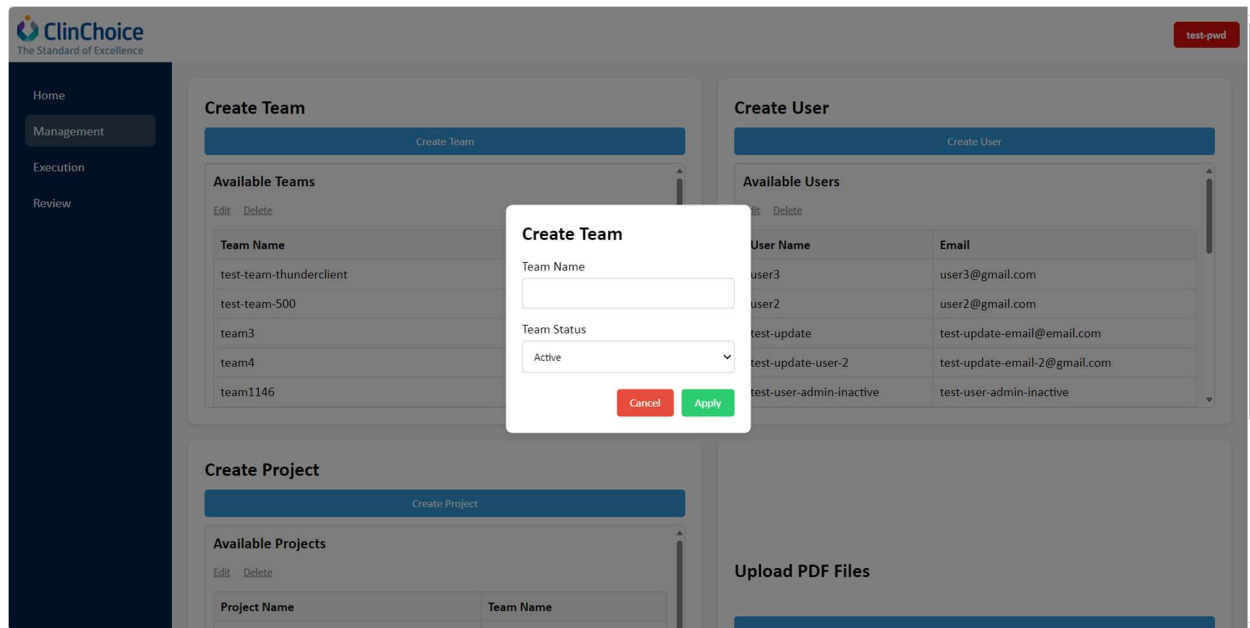 ClinChoice
The Standard of Excellence
test-pwd
Home
Management
Execution
Review
Create Team
Create Team
Available Teams
Edit Delete
Team Name
test-team-thunderclient
test-team-500
team3
team4
team1146
Create User
Create User
Available Users
Delete
User Name Email
user3 user3@gmail.com
user2 user2@gmail.com
test-update test-update-email@email.com
test-update-user-2 test-update-email-2@gmail.com
test-user-admin-inactive test-user-admin-inactive
Create Team
Team Name
Team Status
Active
Cancel Apply
Create Project
Create Project
Available Projects
Edit Delete
Project Name Team Name
Upload PDF Files